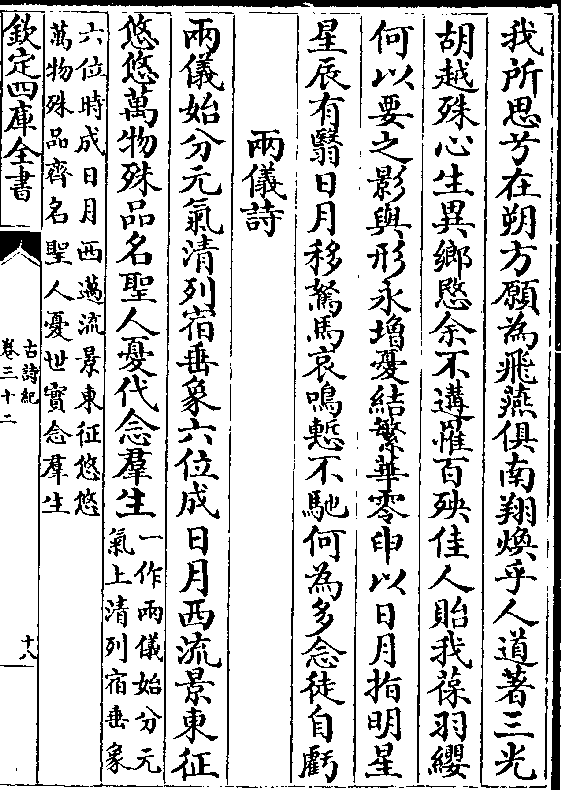 我所思兮在朔方願為飛燕俱南翔煥乎人道著三光
胡越殊心生異鄉愍余不遘罹百殃佳人貽我葆羽纓
何以要之影與形永增憂結繁華零申以日月指明星
星辰有翳日月移駑馬哀鳴慙不馳何為多念徒自虧
兩儀詩
兩儀始分元氣清列宿垂象六位成日月西流景東征
悠悠萬物殊品名聖人憂代念羣生
一作兩儀始分元
氣上清列宿垂象
六位時成日月西邁流景東征悠悠
萬物殊品齊名聖人憂世實念羣生
欽定四庫全書
古詩紀
卷三十二
十八